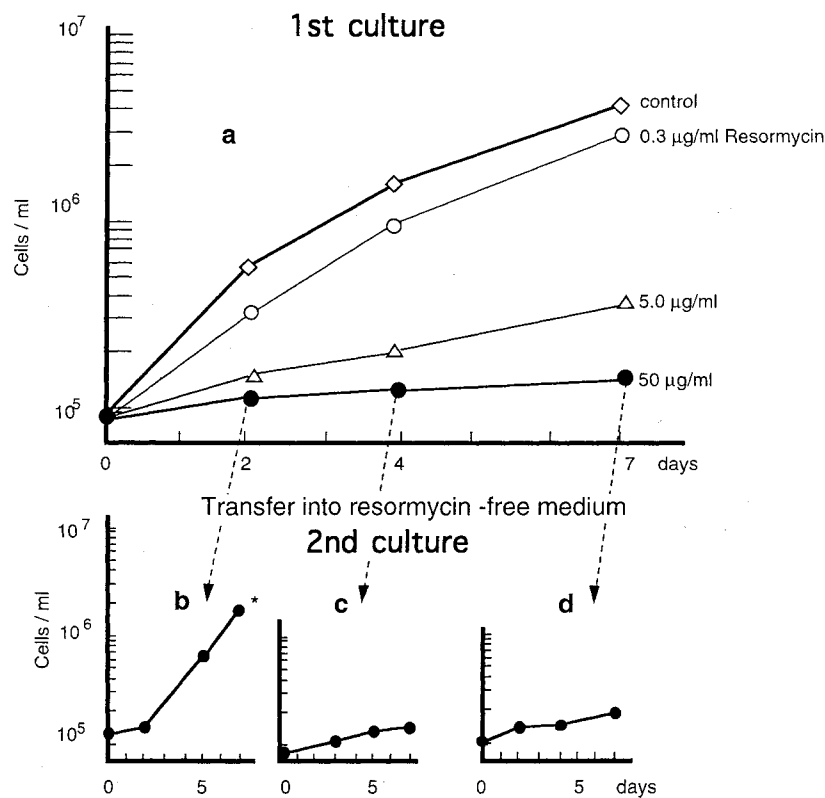 1st culture
10^7
a
control
0.3 μg/ml Resormycin
10^6
Cells / ml
5.0 μg/ml
50 μg/ml
10^5
0 2 4 7 days
Transfer into resormycin -free medium
2nd culture
10^7
b * c d
10^6
Cells / ml
10^5
0 5 0 5 0 5 days